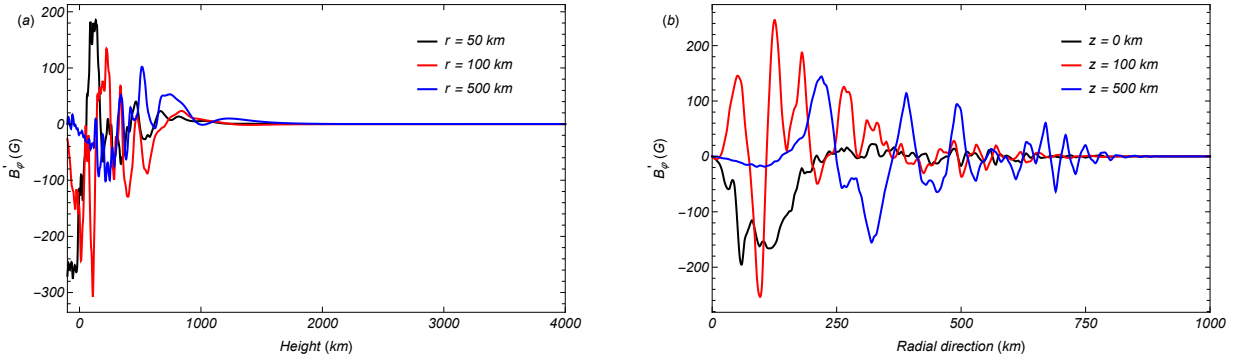 (a)
r = 50 km
r = 100 km
r = 500 km
200
100
0
-100
-200
-300
B'φ (G)
0
1000
2000
3000
4000
Height (km)
(b)
z = 0 km
z = 100 km
z = 500 km
200
100
0
-100
-200
B'φ (G)
0
250
500
750
1000
Radial direction (km)